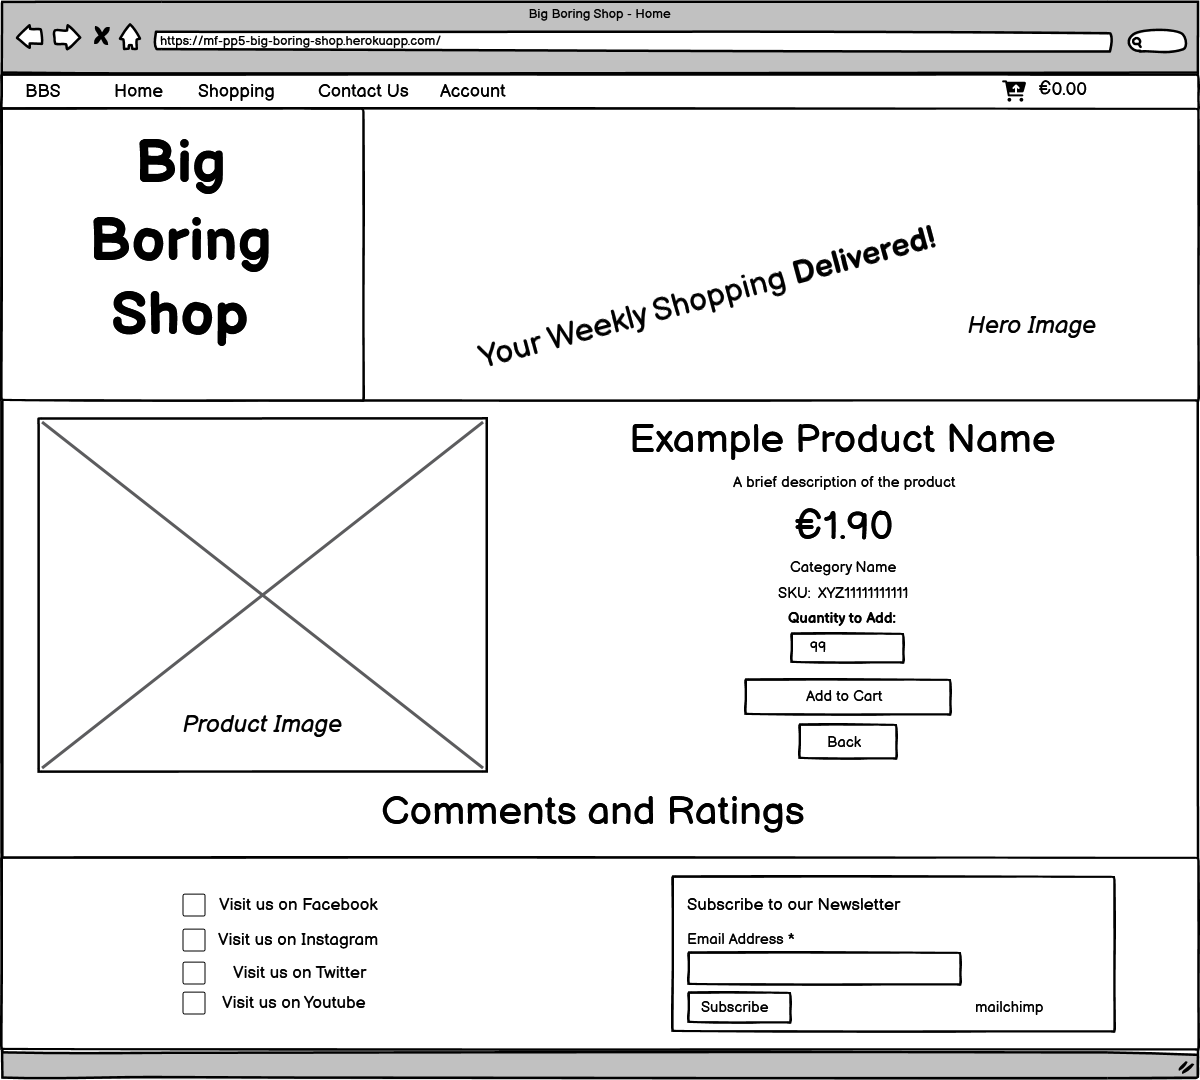 Big Boring Shop - Home
https://mf-pp5-big-boring-shop.herokuapp.com/
BBS Home Shopping Contact Us Account €0.00
Big
Boring
Shop
Your Weekly Shopping Delivered!
Hero Image
Product Image
Example Product Name
A brief description of the product
€1.90
Category Name
SKU: XYZ11111111111
Quantity to Add:
99
Add to Cart
Back
Comments and Ratings
Visit us on Facebook
Visit us on Instagram
Visit us on Twitter
Visit us on Youtube
Subscribe to our Newsletter
Email Address *
Subscribe
mailchimp